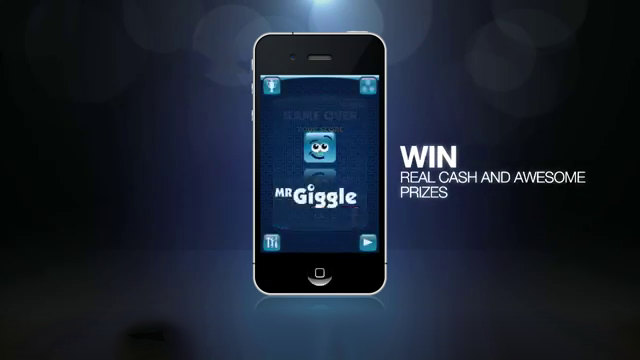 GAME OVER
MR Giggle
WIN
REAL CASH AND AWESOME
PRIZES